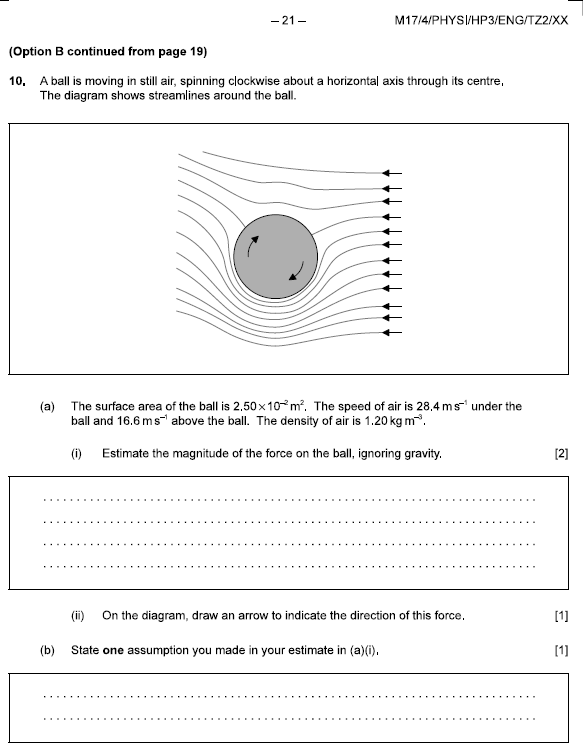 – 21 –
M17/4/PHYSI/HP3/ENG/TZ2/XX
(Option B continued from page 19)
10. A ball is moving in still air, spinning clockwise about a horizontal axis through its centre.
The diagram shows streamlines around the ball.
(a) The surface area of the ball is 2.50×10⁻² m². The speed of air is 28.4 m s⁻¹ under the
ball and 16.6 m s⁻¹ above the ball. The density of air is 1.20 kg m⁻³.
(i) Estimate the magnitude of the force on the ball, ignoring gravity. [2]
(ii) On the diagram, draw an arrow to indicate the direction of this force. [1]
(b) State one assumption you made in your estimate in (a)(i). [1]